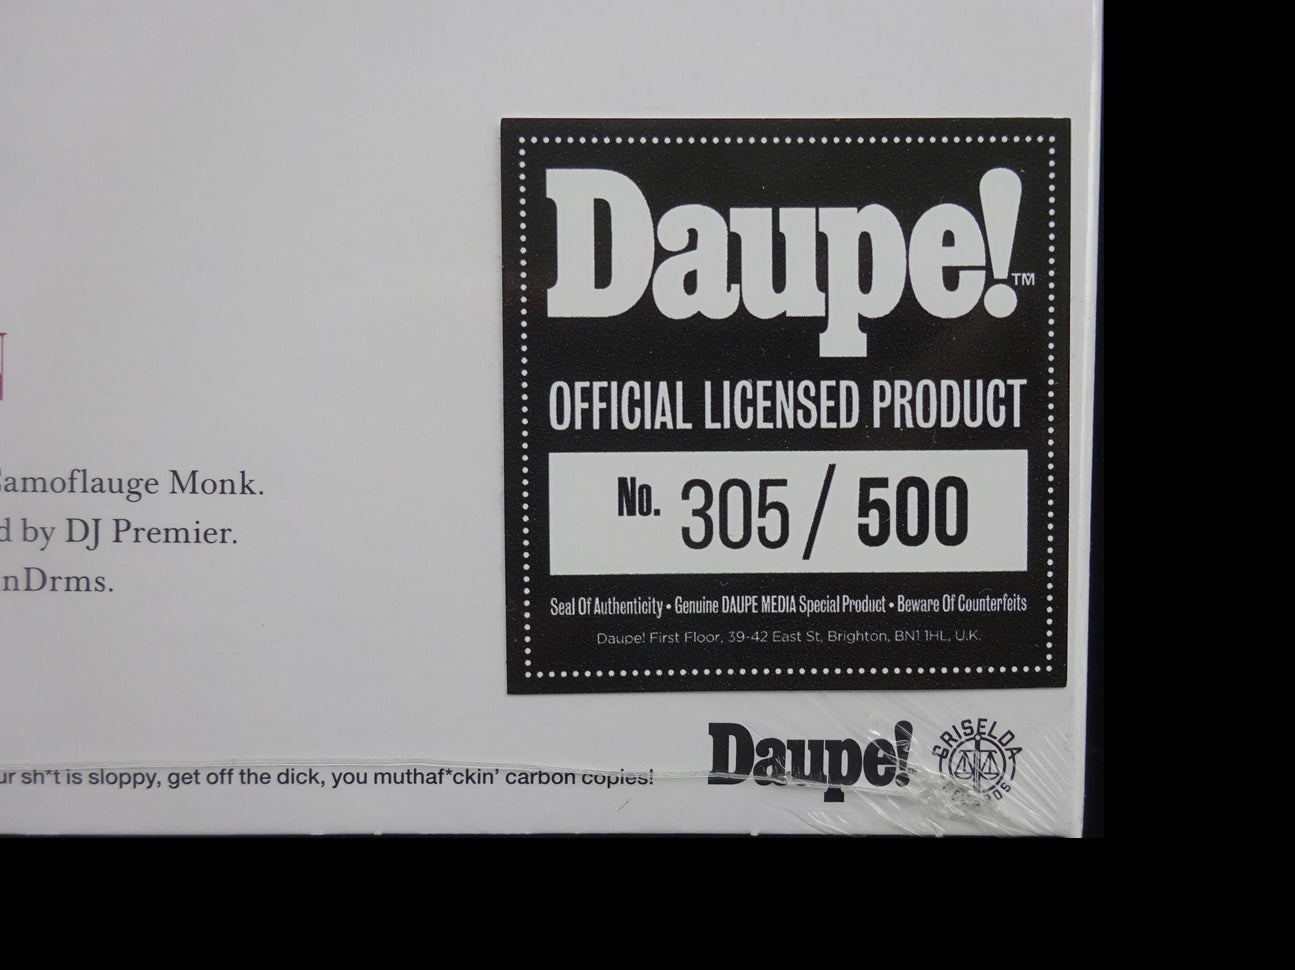 Daupe!™
OFFICIAL LICENSED PRODUCT
No. 305 / 500
Seal Of Authenticity • Genuine DAUPE MEDIA Special Product • Beware Of Counterfeits
Daupe! First Floor, 39-42 East St, Brighton, BN1 1HL, U.K.
Camoflauge Monk.
by DJ Premier.
sh*t is sloppy, get off the dick, you muthaf*ckin' carbon copies!
Daupe!
GRISELDA